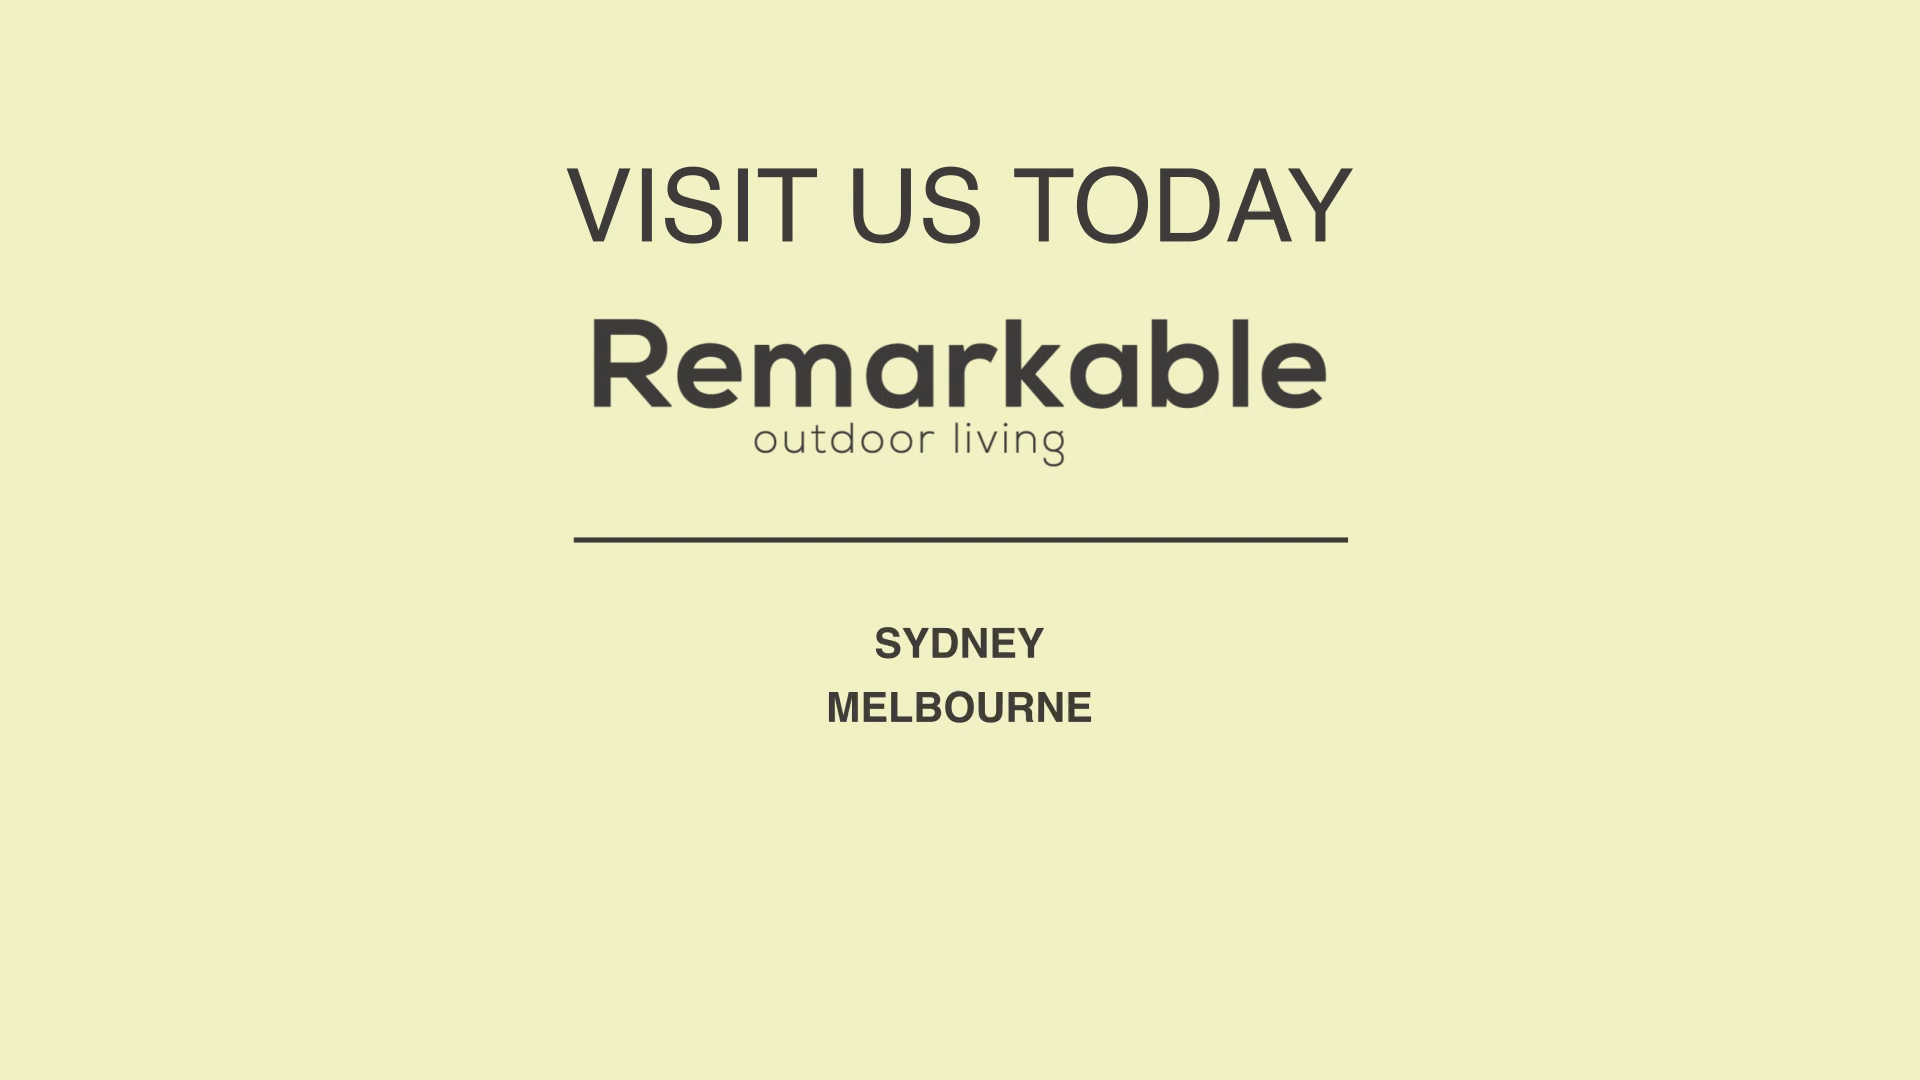 VISIT US TODAY
Remarkable
outdoor living
SYDNEY
MELBOURNE